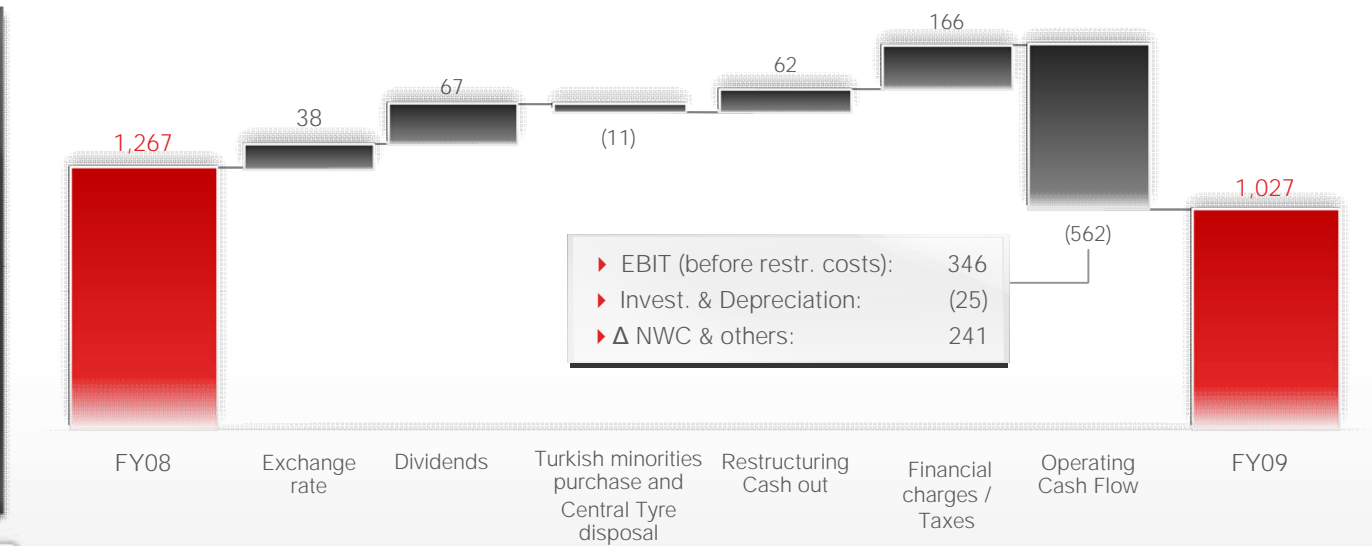 166
62
67
38
(11)
1,267
1,027
(562)
EBIT (before restr. costs): 346
Invest. & Depreciation: (25)
Δ NWC & others: 241
FY08
Exchange
rate
Dividends
Turkish minorities
purchase and
Central Tyre
disposal
Restructuring
Cash out
Financial
charges /
Taxes
Operating
Cash Flow
FY09